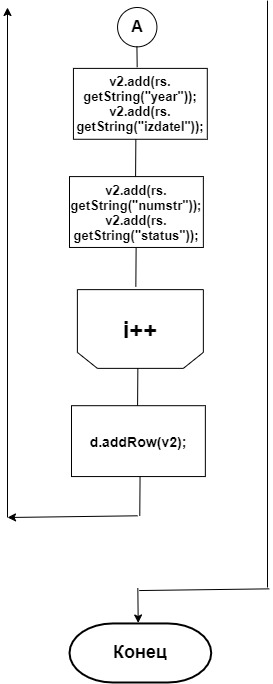 A
v2.add(rs.
getString("year"));
v2.add(rs.
getString("izdatel"));
v2.add(rs.
getString("numstr"));
v2.add(rs.
getString("status"));
i++
d.addRow(v2);
Конец